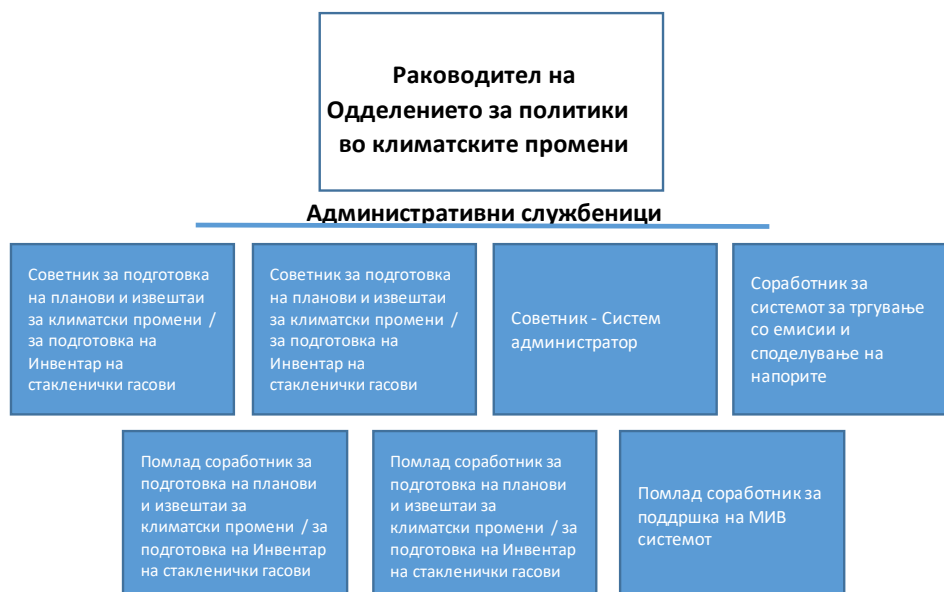 Раководител на
Одделението за политики
во климатските промени
Административни службеници
Советник за подготовка
на планови и извештаи
за климатски промени /
за подготовка на
Инвентар на
стакленички гасови
Советник за подготовка
на планови и извештаи
за климатски промени /
за подготовка на
Инвентар на
стакленички гасови
Советник - Систем
администратор
Соработник за
системот за тргување
со емисии и
споделување на
напорите
Помлад соработник за
подготовка на планови
и извештаи за
климатски промени / за
подготовка на Инвентар
на стакленички гасови
Помлад соработник за
подготовка на планови
и извештаи за
климатски промени / за
подготовка на Инвентар
на стакленички гасови
Помлад соработник за
поддршка на МИВ
системот